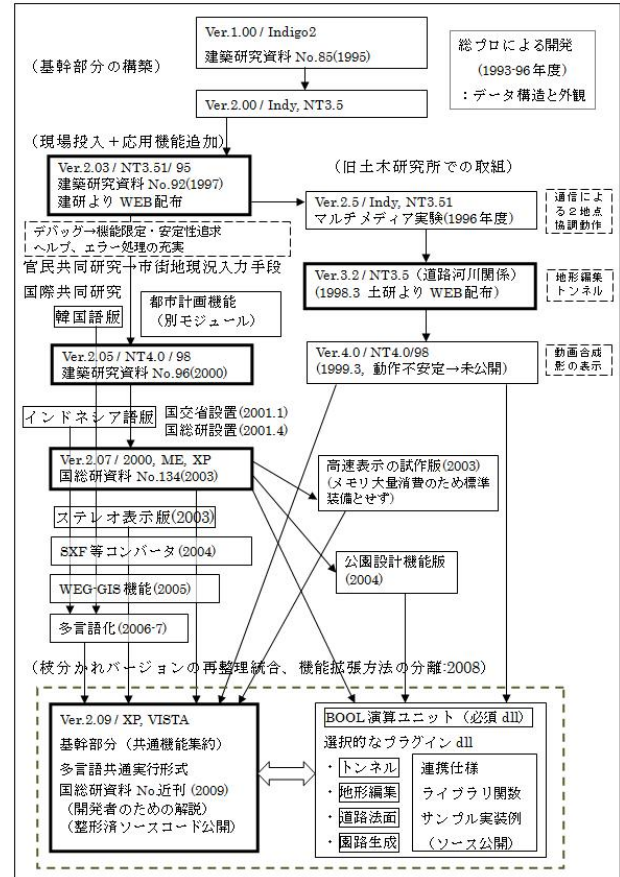 Ver.1.00 / Indigo2
建築研究資料 No.85(1995)
総プロによる開発
(1993-96年度)
：データ構造と外観
(基幹部分の構築)
Ver.2.00 / Indy, NT3.5
(現場投入＋応用機能追加)
(旧土木研究所での取組)
Ver.2.03 / NT3.51/ 95
建築研究資料 No.92(1997)
建研より WEB配布
Ver.2.5 / Indy, NT3.51
マルチメディア実験(1996年度)
通信によ
る２地点
協調動作
デバッグ→機能限定・安定性追求
ヘルプ、エラー処理の充実
官民共同研究→市街地現況入力手段
国際共同研究
韓国語版
都市計画機能
(別モジュール)
Ver.3.2 / NT3.5（道路河川関係）
(1998.3 土研より WEB配布)
地形編集
トンネル
Ver.2.05 / NT4.0 / 98
建築研究資料 No.96(2000)
Ver.4.0 / NT4.0/98
(1999.3, 動作不安定→未公開)
動画合成
影の表示
インドネシア語版
国交省設置(2001.1)
国総研設置(2001.4)
Ver.2.07 / 2000, ME, XP
国総研資料 No.134(2003)
高速表示の試作版(2003)
(メモリ大量消費のため標準
装備とせず)
ステレオ表示版(2003)
SXF等コンバータ(2004)
公園設計機能版
(2004)
WEG-GIS機能(2005)
多言語化(2006-7)
(枝分かれバージョンの再整理統合、機能拡張方法の分離:2008)
Ver.2.09 / XP, VISTA
基幹部分（共通機能集約）
多言語共通実行形式
国総研資料 No.近刊(2009)
(開発者のための解説)
(整形済ソースコード公開)
BOOL演算ユニット（必須 dll）
選択的なプラグイン dll
・トンネル
・地形編集
・道路法面
・園路生成
連携仕様
ライブラリ関数
サンプル実装例
（ソース公開）